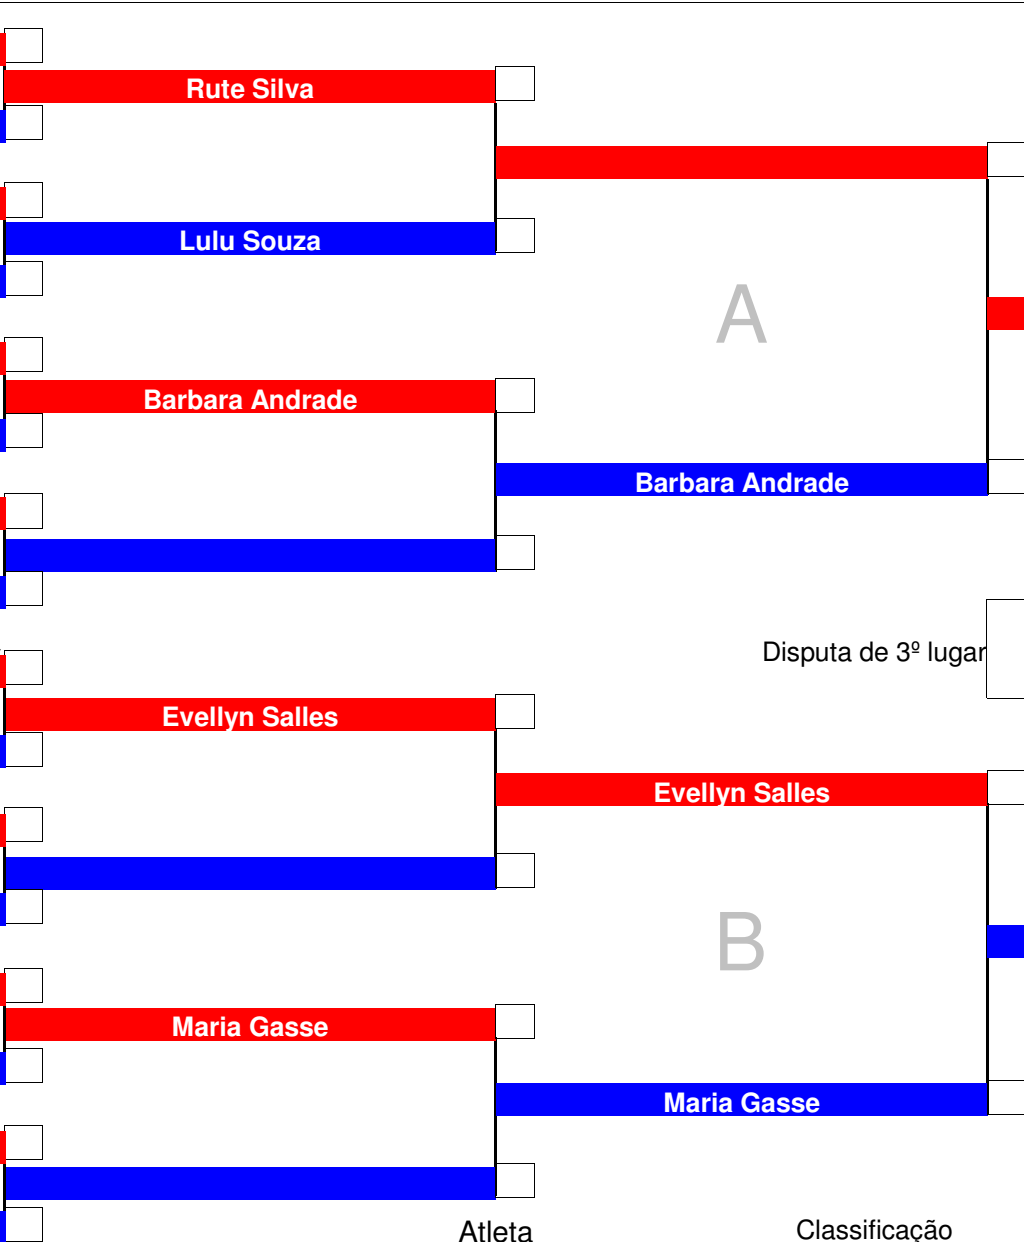 Rute Silva
Lulu Souza
A
Barbara Andrade
Barbara Andrade
Disputa de 3º lugar
Evellyn Salles
Evellyn Salles
B
Maria Gasse
Maria Gasse
Atleta
Classificação